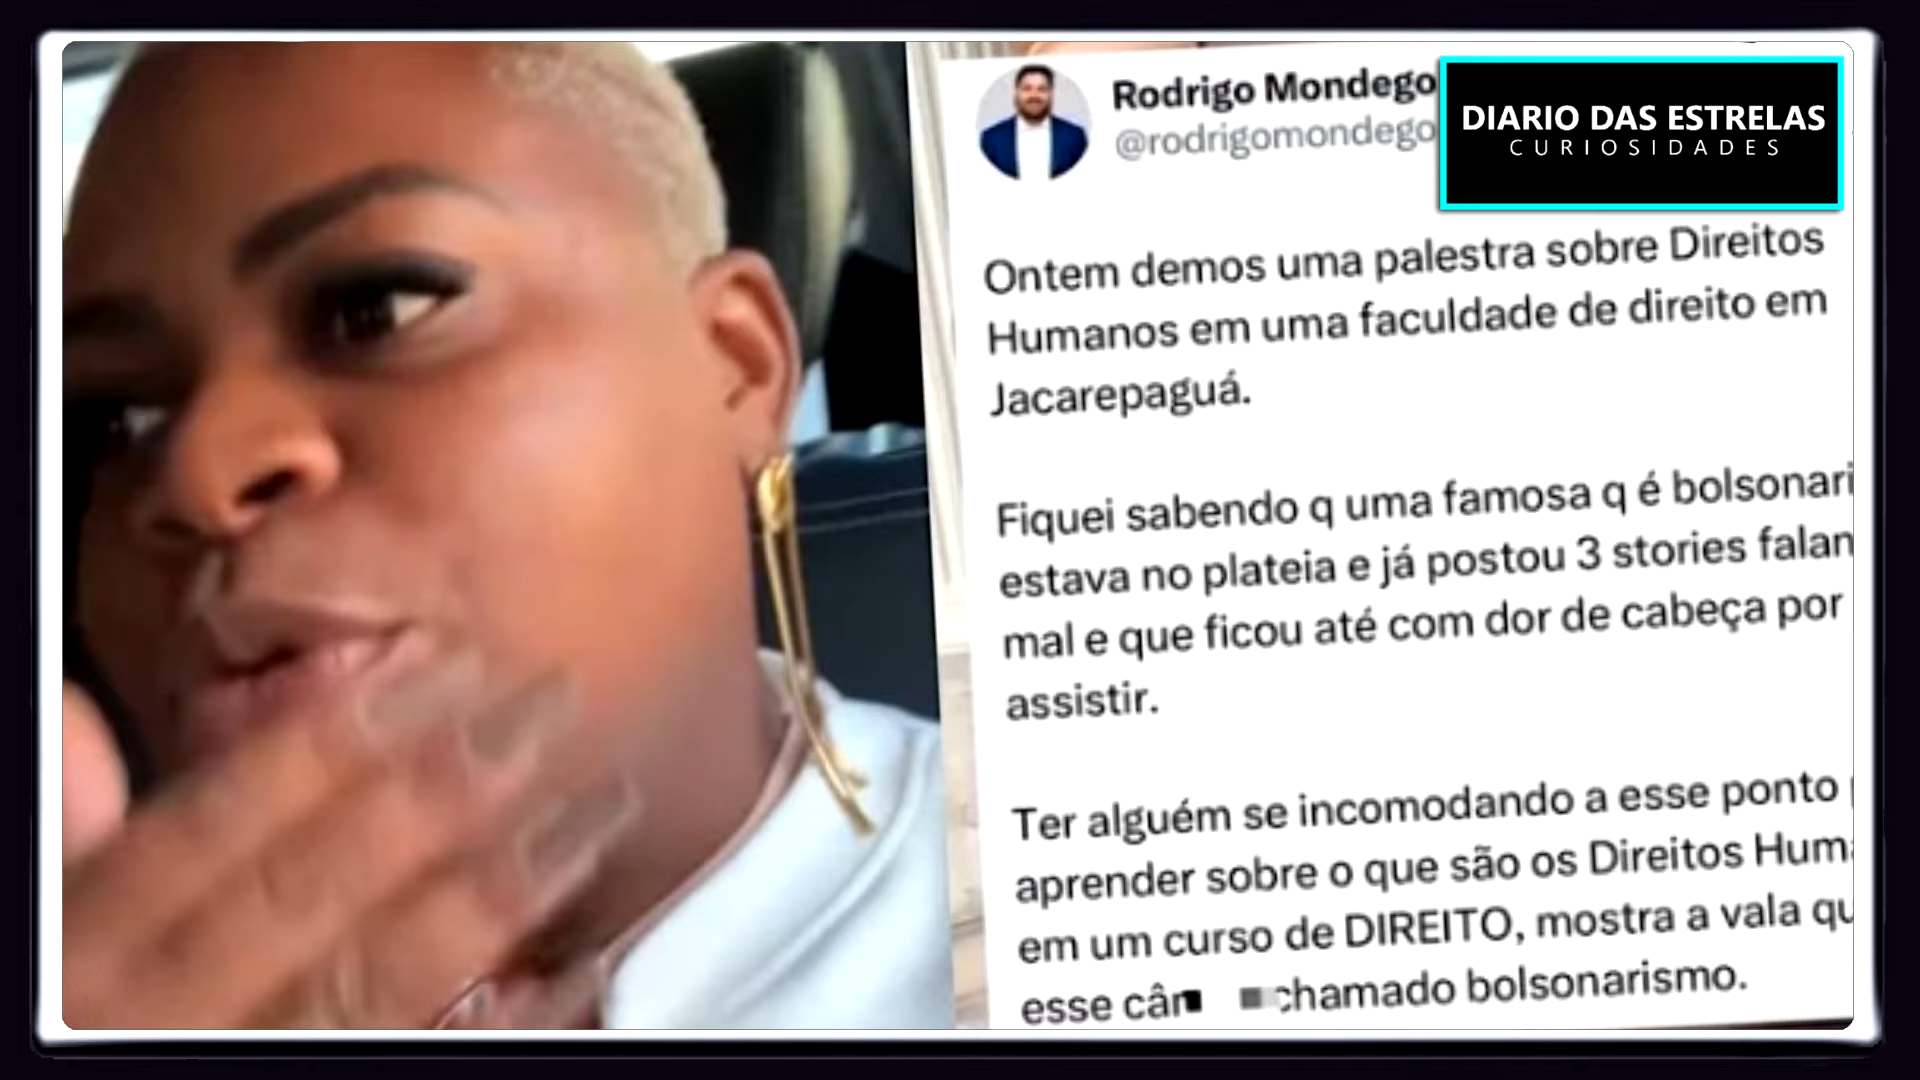 Rodrigo Mondego
@rodrigomondego
DIARIO DAS ESTRELAS
CURIOSIDADES
Ontem demos uma palestra sobre Direitos
Humanos em uma faculdade de direito em
Jacarepaguá.
Fiquei sabendo q uma famosa q é bolsonari
estava no plateia e já postou 3 stories falan
mal e que ficou até com dor de cabeça por
assistir.
Ter alguém se incomodando a esse ponto
aprender sobre o que são os Direitos Huma
em um curso de DIREITO, mostra a vala qu
esse chamado bolsonarismo.